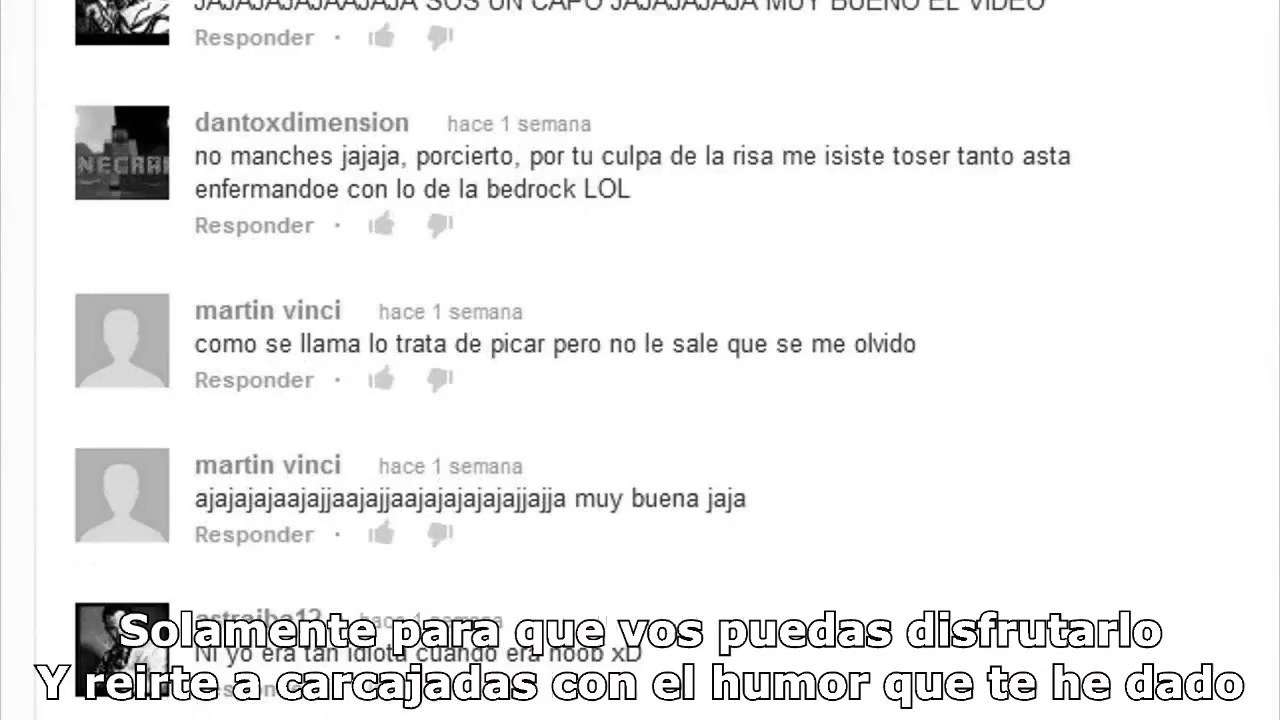 JAJAJAJAJAAJAJA SOS UN CAPO JAJAJAJAJA MUY BUENO EL VIDEO
Responder ·
dantoxdimension hace 1 semana
NECRAF
no manches jajaja, porcierto, por tu culpa de la risa me isiste toser tanto asta
enfermandoe con lo de la bedrock LOL
Responder ·
martin vinci hace 1 semana
como se llama lo trata de picar pero no le sale que se me olvido
Responder ·
martin vinci hace 1 semana
ajajajajaajajjaajajjaajajajajajajjajja muy buena jaja
Responder ·
hace 1 semana
Ni yo era tan idiota cuando era noob xD
Solamente para que vos puedas disfrutarlo
Y reirte a carcajadas con el humor que te he dado